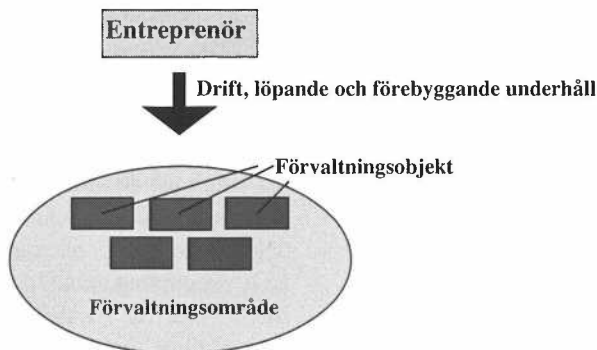 Entreprenör
Drift, löpande och förebyggande underhåll
Förvaltningsobjekt
Förvaltningsområde